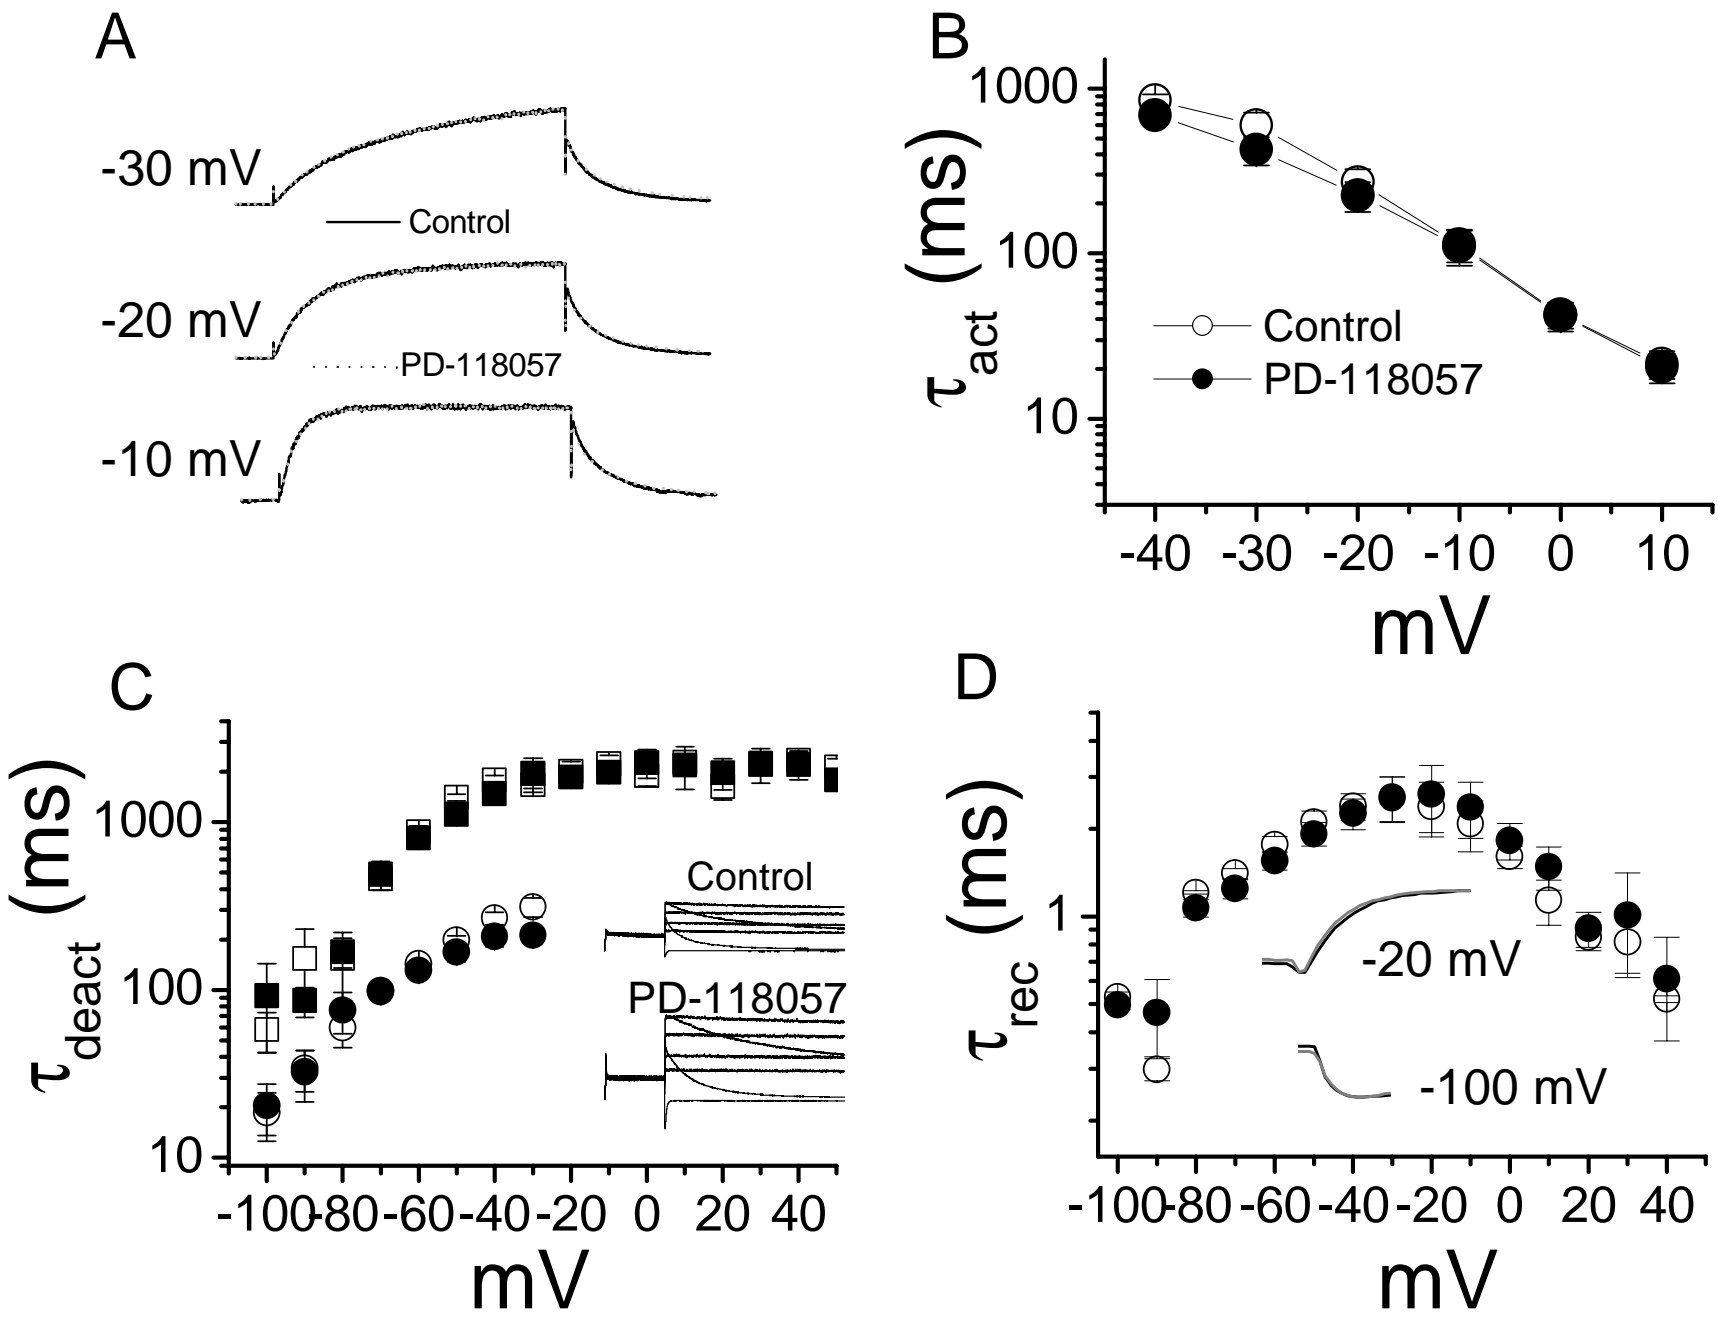 A
-30 mV
Control
-20 mV
PD-118057
-10 mV
B
τact (ms)
1000
100
10
Control
PD-118057
-40 -30 -20 -10 0 10
mV
C
τdeact (ms)
1000
100
10
Control
PD-118057
-100 -80 -60 -40 -20 0 20 40
mV
D
τrec (ms)
1
-20 mV
-100 mV
-100 -80 -60 -40 -20 0 20 40
mV